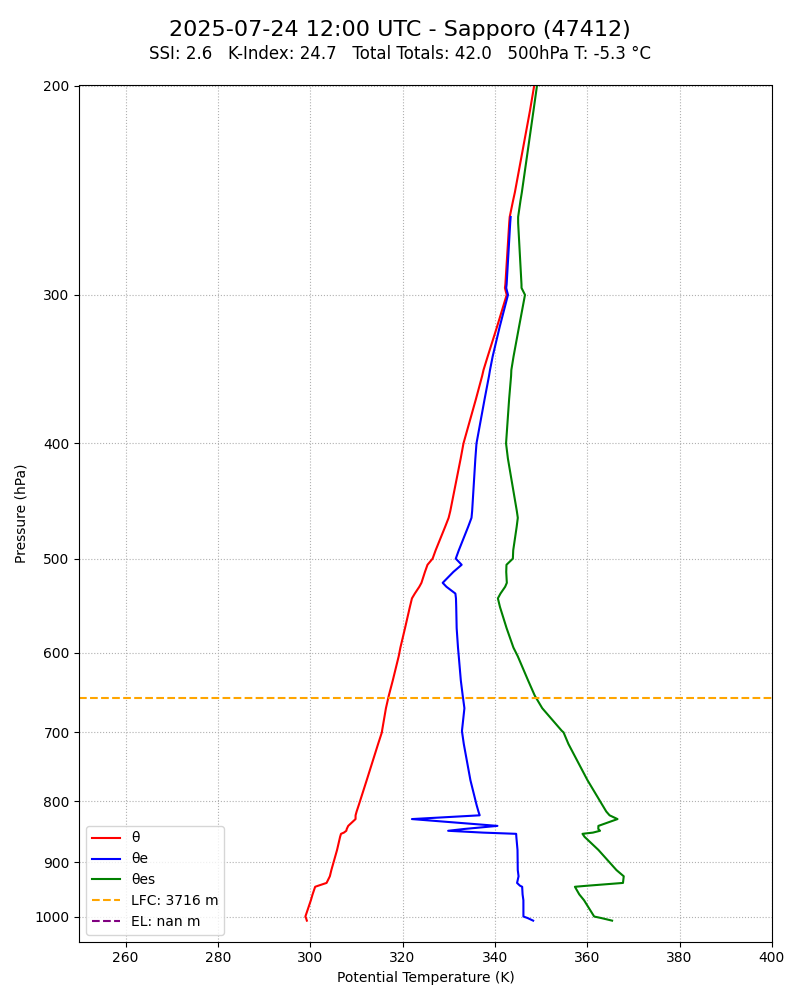 2025-07-24 12:00 UTC - Sapporo (47412)
SSI: 2.6 K-Index: 24.7 Total Totals: 42.0 500hPa T: -5.3 °C
200
300
400
500
600
700
800
900
1000
Pressure (hPa)
θ
θe
θes
LFC: 3716 m
EL: nan m
260 280 300 320 340 360 380 400
Potential Temperature (K)